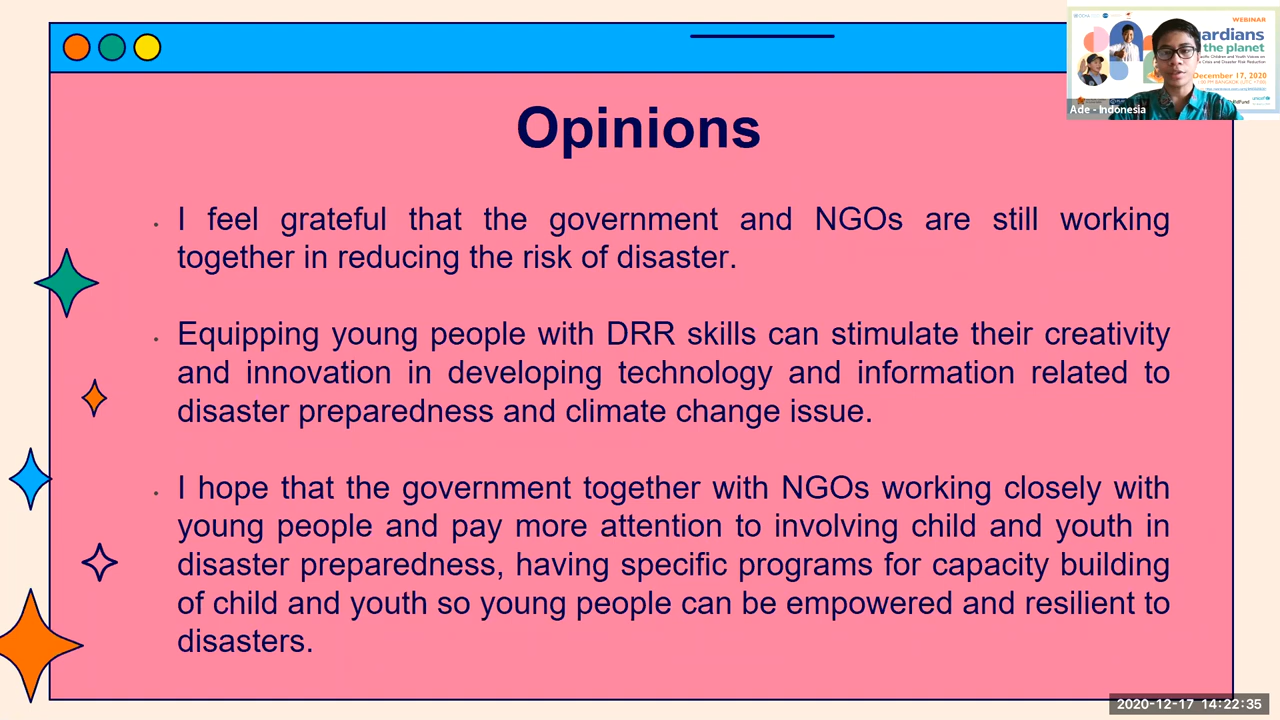 WEBINAR
ardians
the planet
December 17, 2020
Ade - Indonesia
Opinions
I feel grateful that the government and NGOs are still working
together in reducing the risk of disaster.
Equipping young people with DRR skills can stimulate their creativity
and innovation in developing technology and information related to
disaster preparedness and climate change issue.
I hope that the government together with NGOs working closely with
young people and pay more attention to involving child and youth in
disaster preparedness, having specific programs for capacity building
of child and youth so young people can be empowered and resilient to
disasters.
2020-12-17 14:22:35